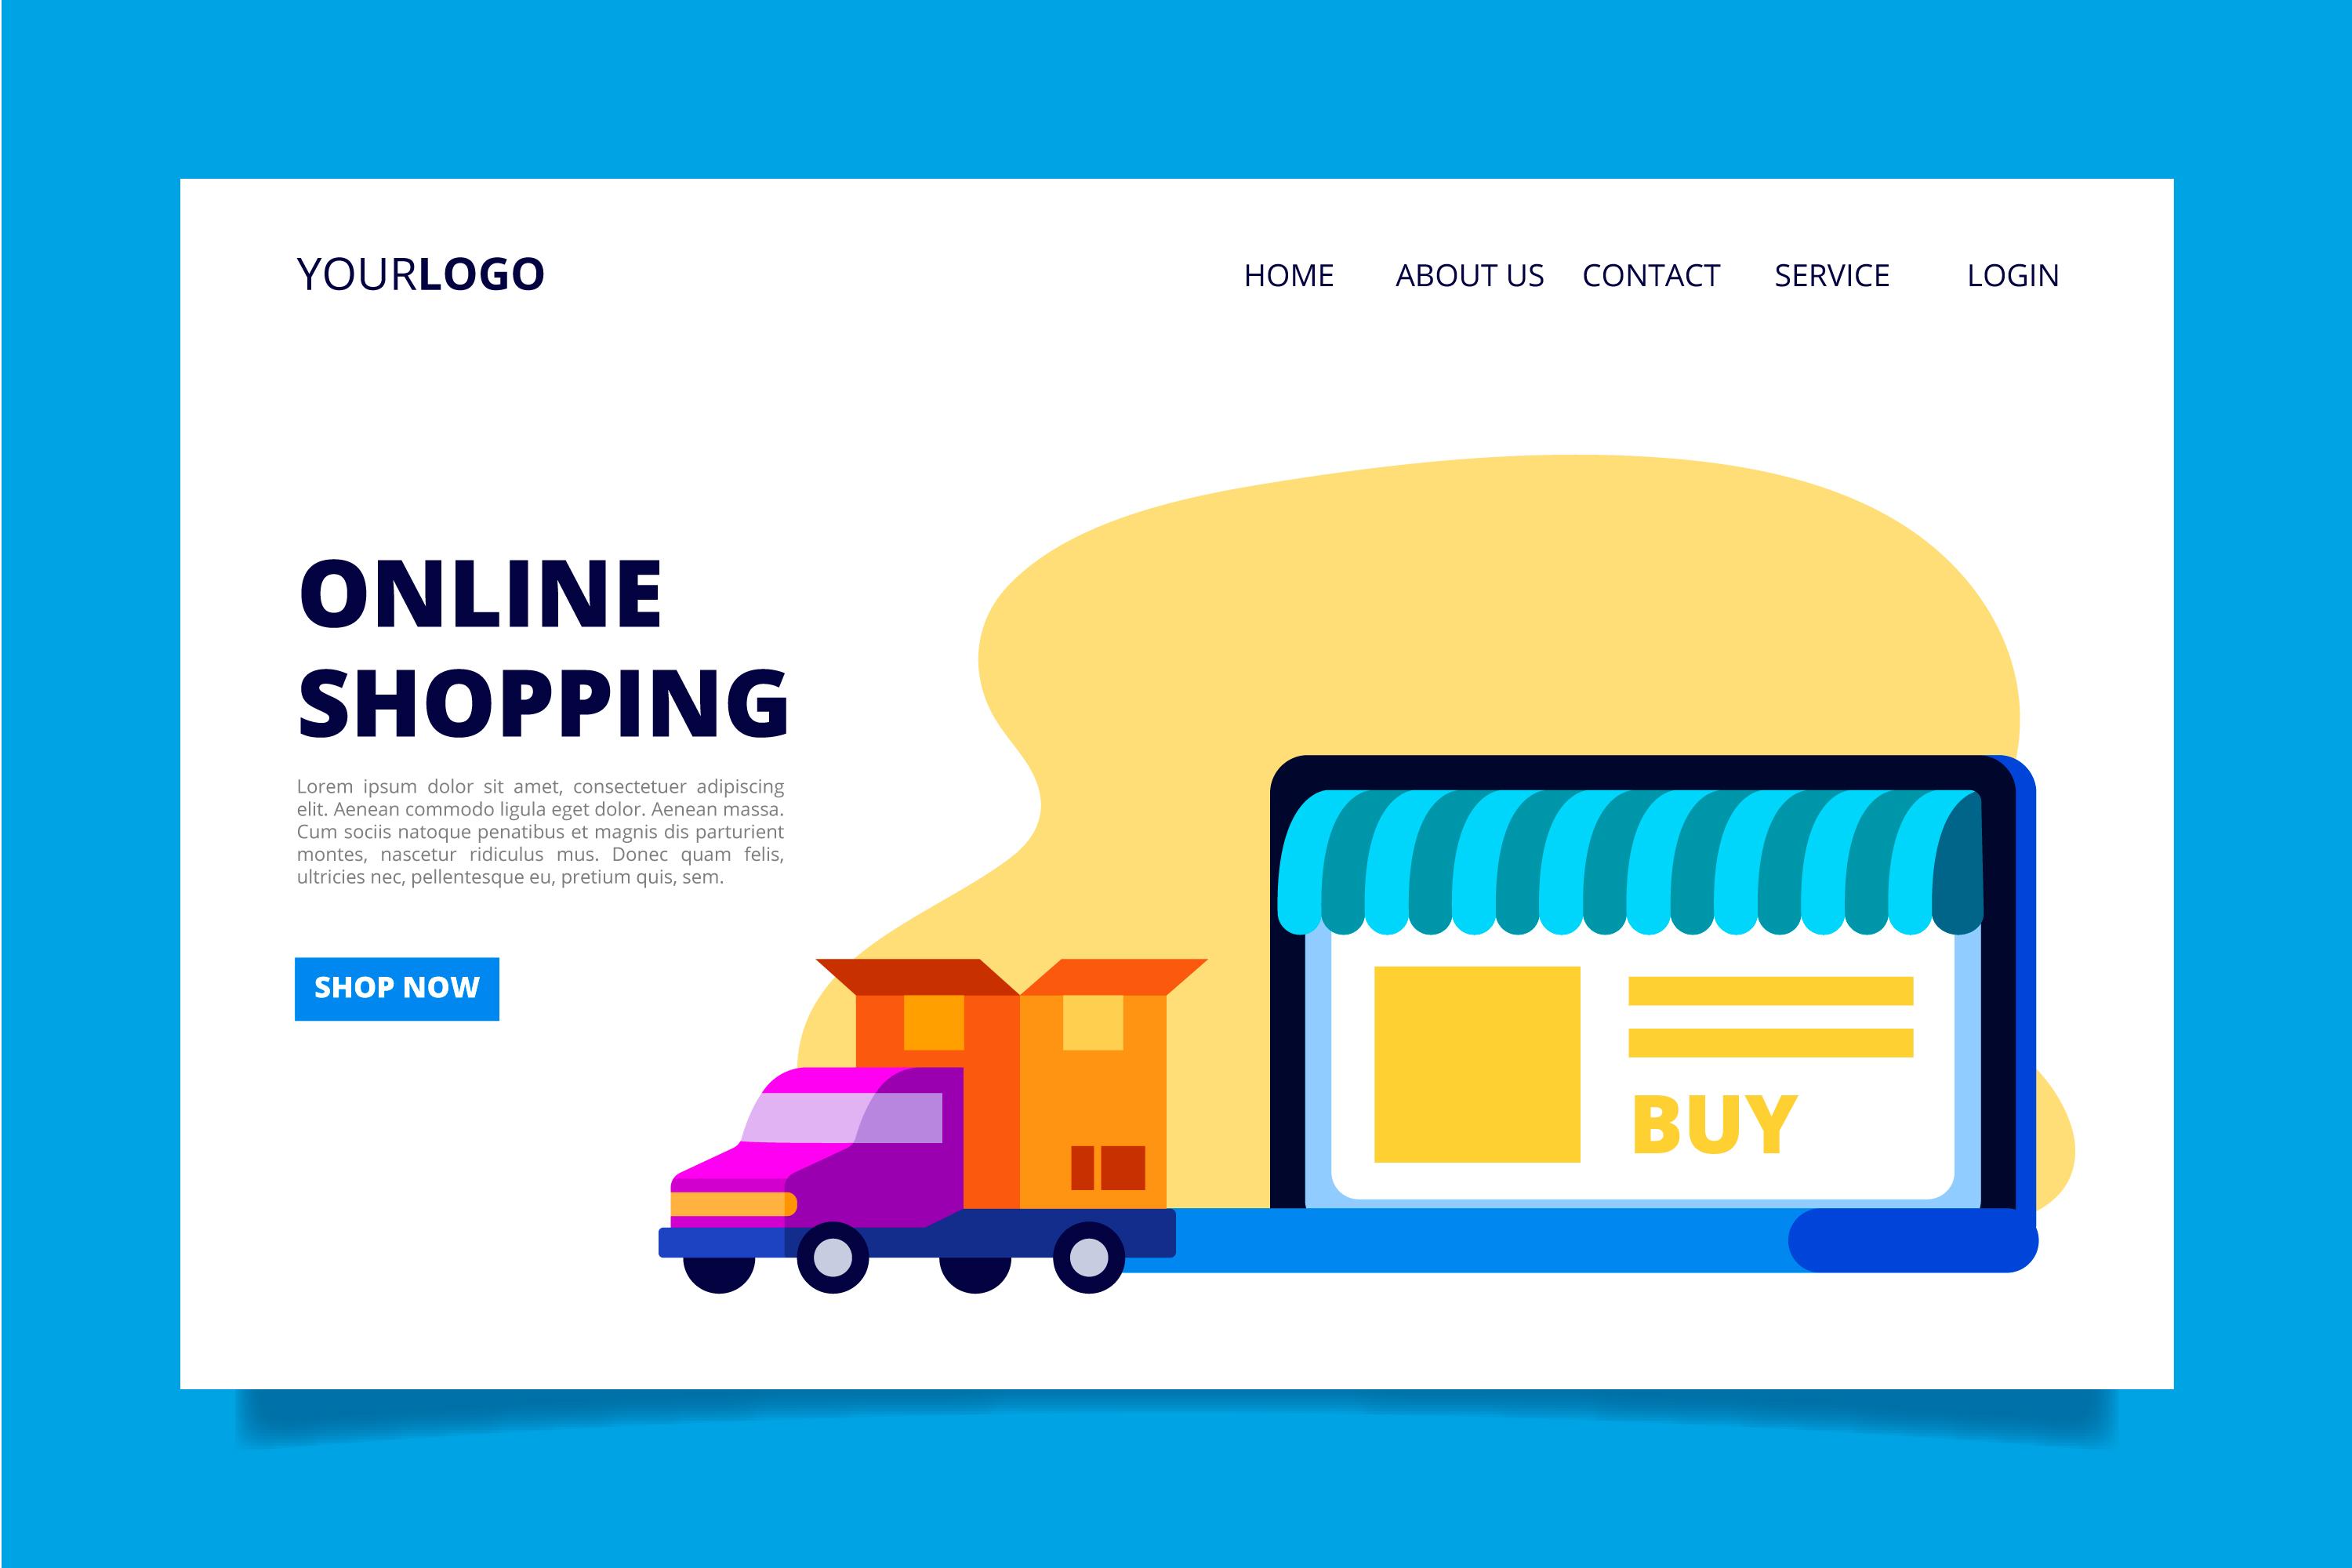 YOURLOGO
HOME ABOUT US CONTACT SERVICE LOGIN
ONLINE
SHOPPING
Lorem ipsum dolor sit amet, consectetuer adipiscing
elit. Aenean commodo ligula eget dolor. Aenean massa.
Cum sociis natoque penatibus et magnis dis parturient
montes, nascetur ridiculus mus. Donec quam felis,
ultricies nec, pellentesque eu, pretium quis, sem.
SHOP NOW
BUY